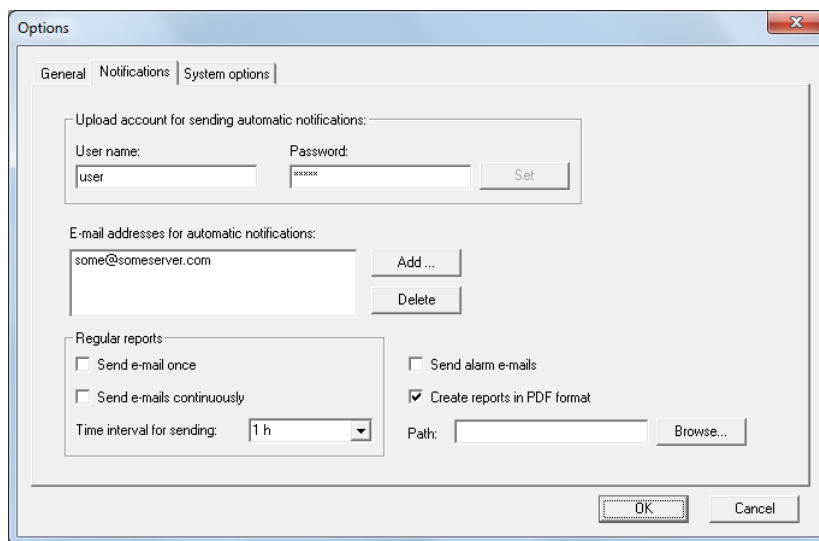 Options
General Notifications System options
Upload account for sending automatic notifications:
User name: Password:
user ***** Set
E-mail addresses for automatic notifications:
some@someserver.com
Add ...
Delete
Regular reports
Send e-mail once
Send e-mails continuously
Time interval for sending: 1 h
Send alarm e-mails
Create reports in PDF format
Path: Browse...
OK Cancel